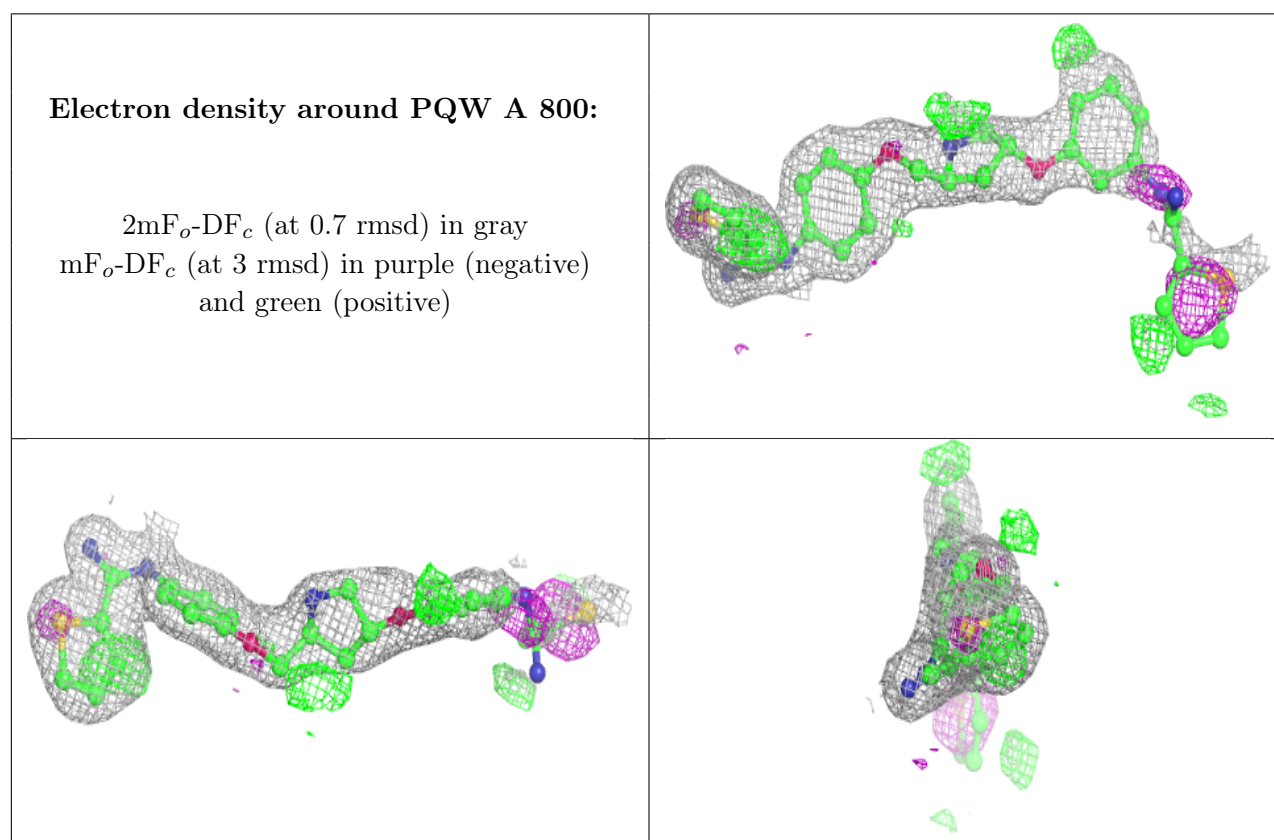 Electron density around PQW A 800:
2mFo-DFc (at 0.7 rmsd) in gray
mFo-DFc (at 3 rmsd) in purple (negative)
and green (positive)